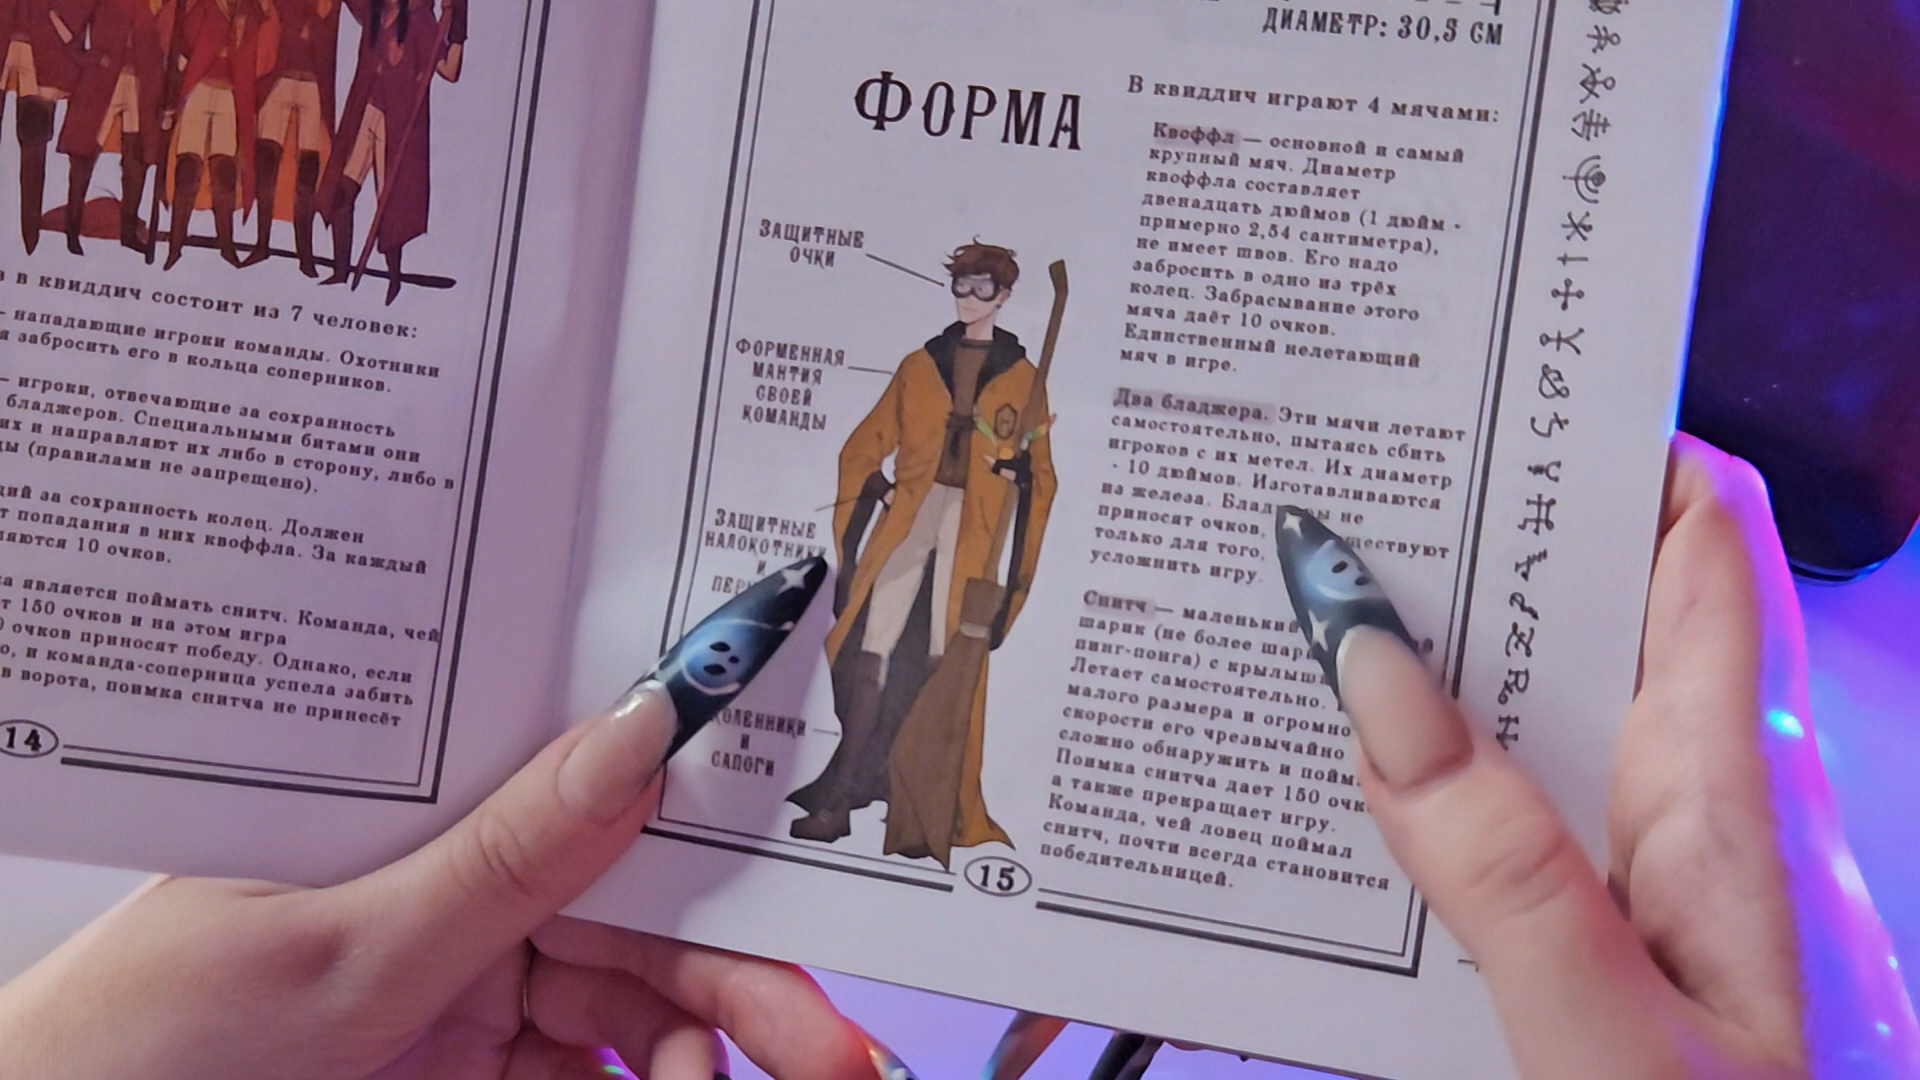 в квиддич состоит из 7 человек:
— нападающие игроки команды. Охотники
забросить его в кольца соперников.
— игроки, отвечающие за сохранность
бладжеров. Специальными битами они
их и направляют их либо в сторону, либо в
(правилами не запрещено).
за сохранность колец. Должен
попадания в них квоффла. За каждый
10 очков.
является поймать снитч. Команда, чей
150 очков и на этом игра
очков приносят победу. Однако, если
и команда-соперница успела забить
в ворота, поимка снитча не принесёт
14
ДИАМЕТР: 30,5 СМ
ФОРМА
ЗАЩИТНЫЕ
ОЧКИ
ФОРМЕННАЯ
МАНТИЯ
СВОЕЙ
КОМАНДЫ
ЗАЩИТНЫЕ
НАЛОКОТНИКИ
И
И
САПОГИ
В квиддич играют 4 мячами:
Квоффл — основной и самый
крупный мяч. Диаметр
квоффла составляет
двенадцать дюймов (1 дюйм -
примерно 2,54 сантиметра),
не имеет швов. Его надо
забросить в одно из трёх
колец. Забрасывание этого
мяча даёт 10 очков.
Единственный нелетающий
мяч в игре.
Два бладжера. Эти мячи летают
самостоятельно, пытаясь сбить
игроков с их метел. Их диаметр
- 10 дюймов. Изготавливаются
из железа. не
приносят очков,
только для того,
усложнить игру.
Снитч — маленький
шарик (не более
пинг-понга) с
Летает самостоятельно.
малого размера и
скорости его чрезвычайно
сложно обнаружить и
Поимка снитча дает 150
а также прекращает игру.
Команда, чей ловец поймал
снитч, почти всегда становится
победительницей.
15